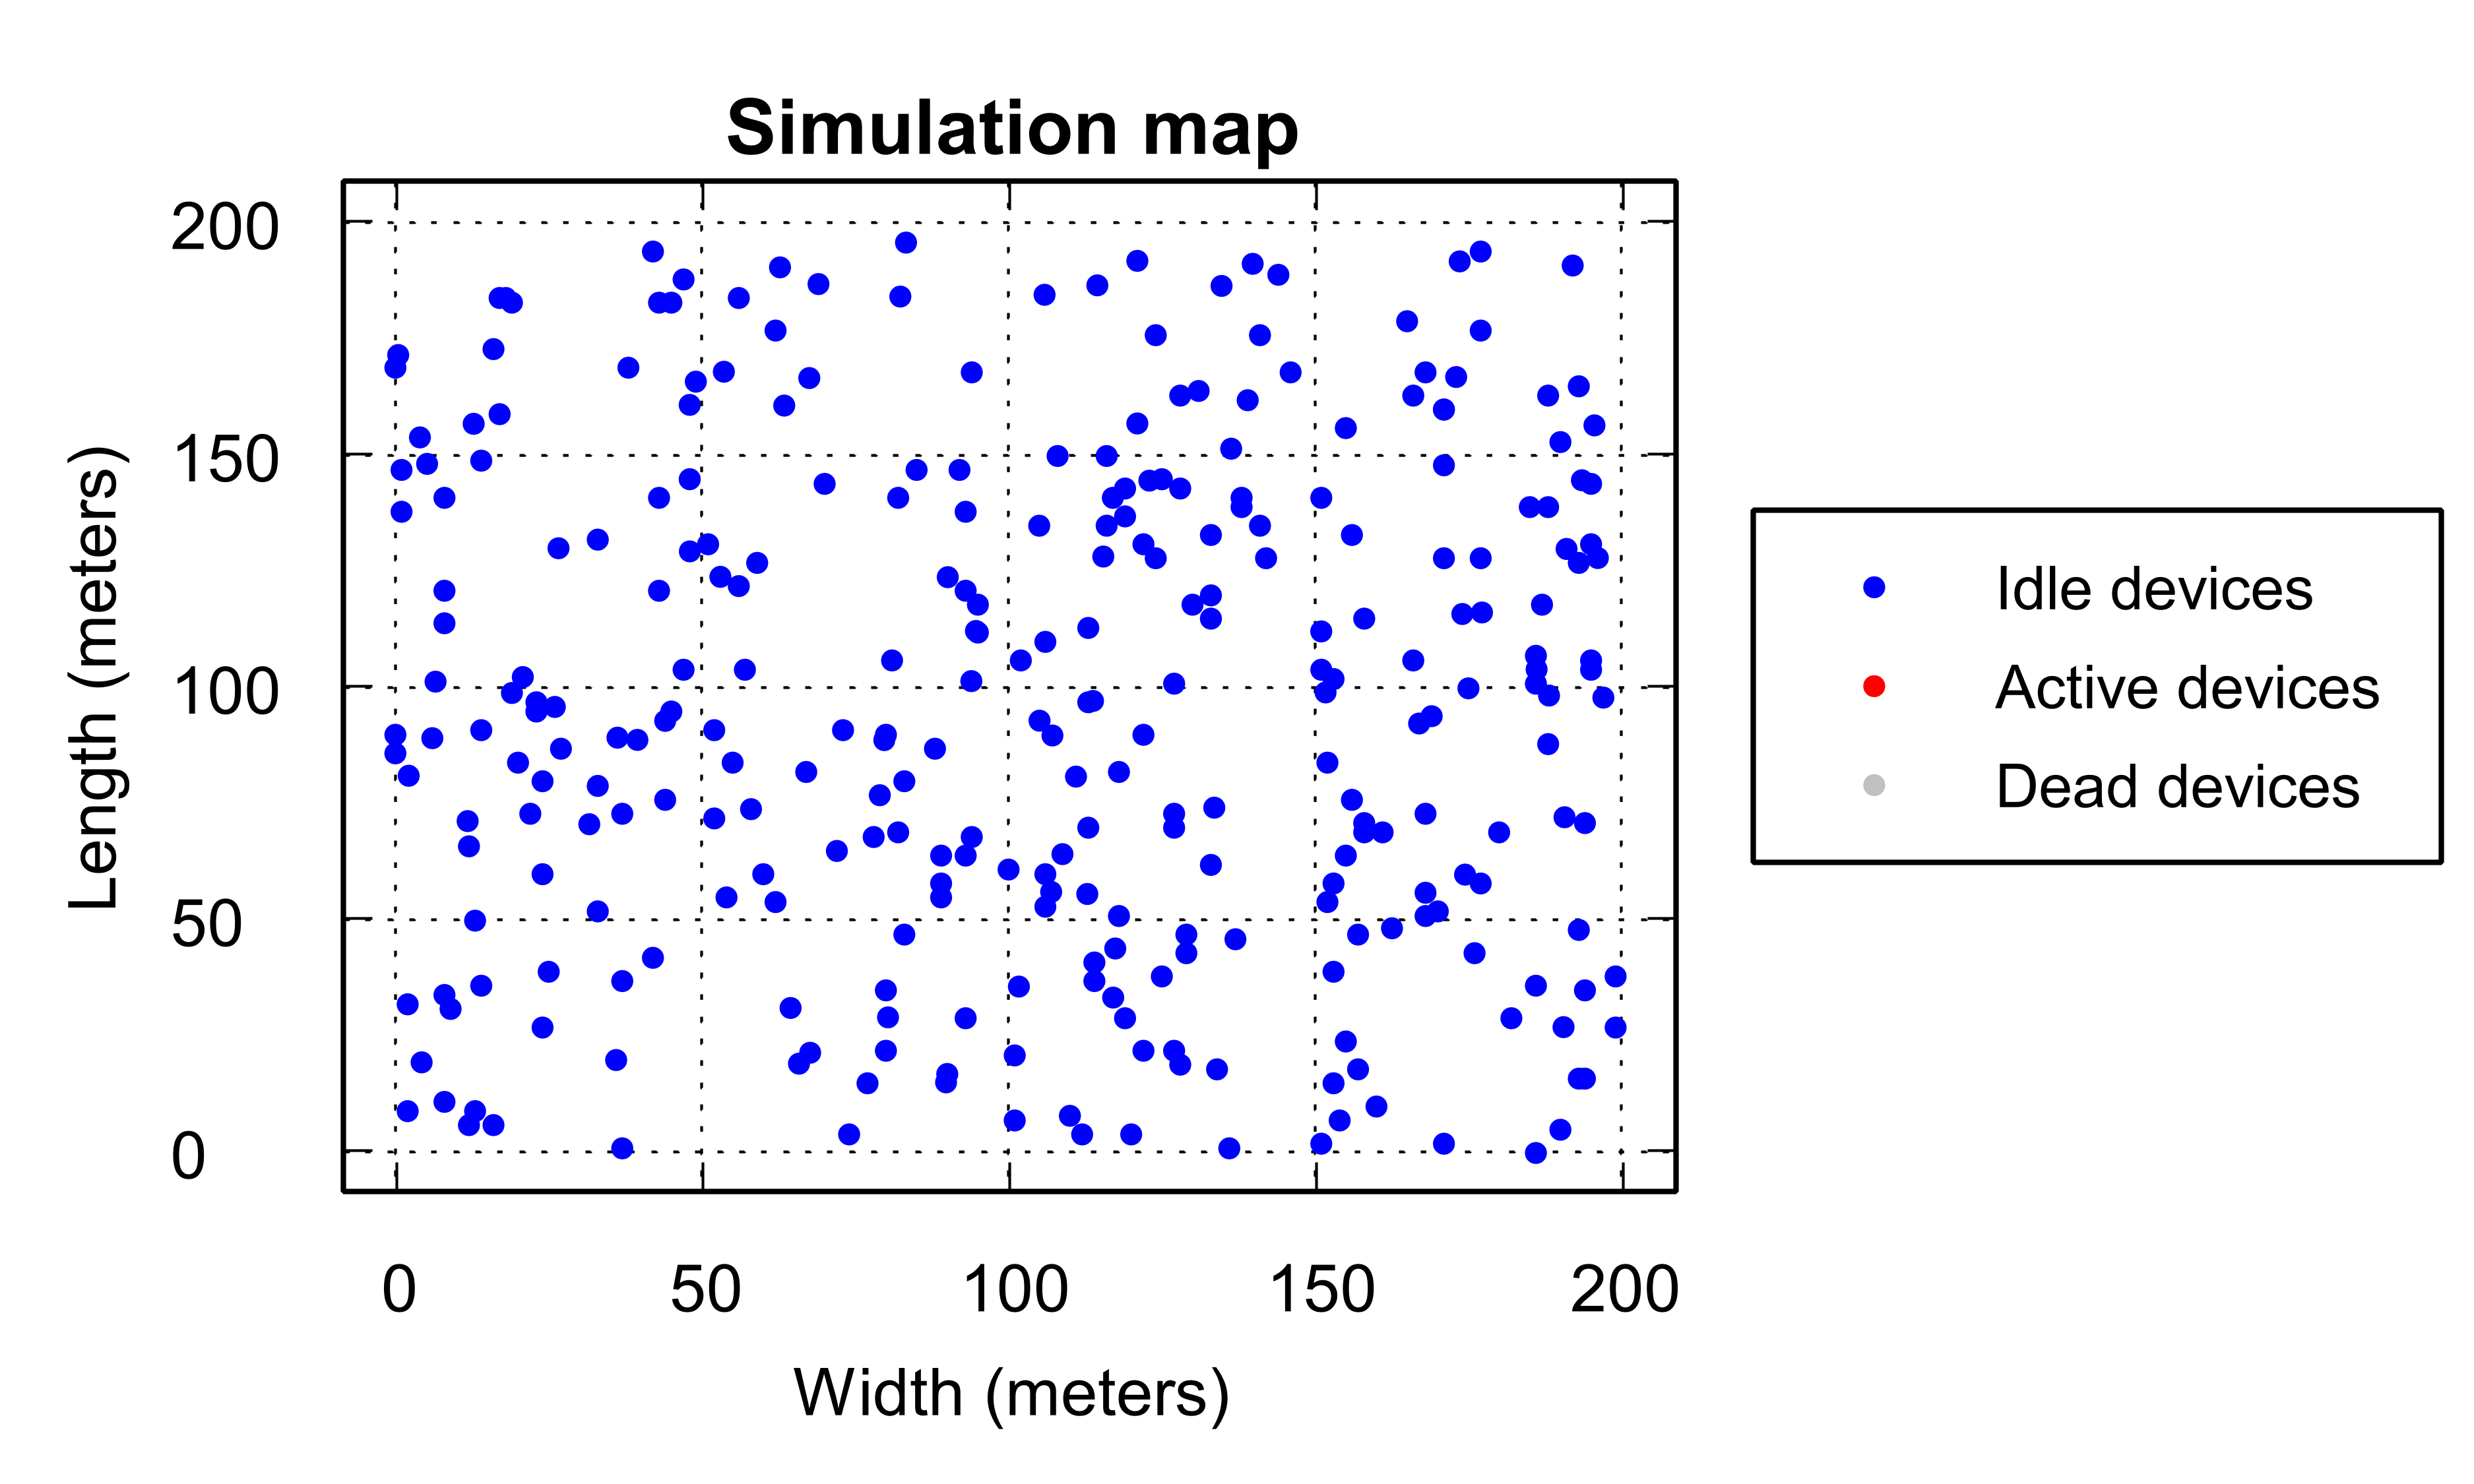 Simulation map
200
150
100
50
0
Length (meters)
0 50 100 150 200
Width (meters)
Idle devices
Active devices
Dead devices